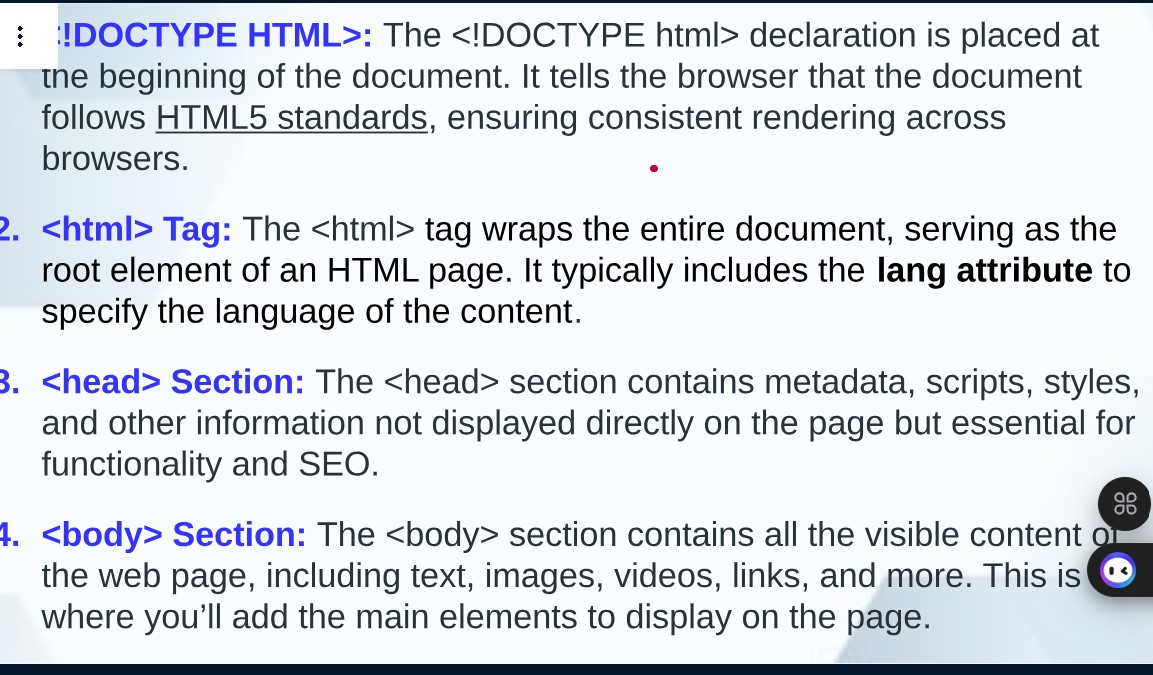 <!DOCTYPE HTML>: The <!DOCTYPE html> declaration is placed at
the beginning of the document. It tells the browser that the document
follows HTML5 standards, ensuring consistent rendering across
browsers.
2. <html> Tag: The <html> tag wraps the entire document, serving as the
root element of an HTML page. It typically includes the lang attribute to
specify the language of the content.
3. <head> Section: The <head> section contains metadata, scripts, styles,
and other information not displayed directly on the page but essential for
functionality and SEO.
4. <body> Section: The <body> section contains all the visible content of
the web page, including text, images, videos, links, and more. This is
where you’ll add the main elements to display on the page.